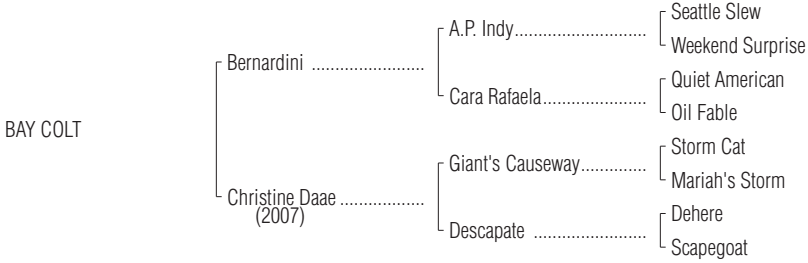 Seattle Slew
A.P. Indy...........................
Weekend Surprise
Bernardini ........................
Quiet American
Cara Rafaela......................
Oil Fable
BAY COLT
Storm Cat
Giant's Causeway..............
Mariah's Storm
Christine Daae ..................
(2007)
Dehere
Descapate ........................
Scapegoat